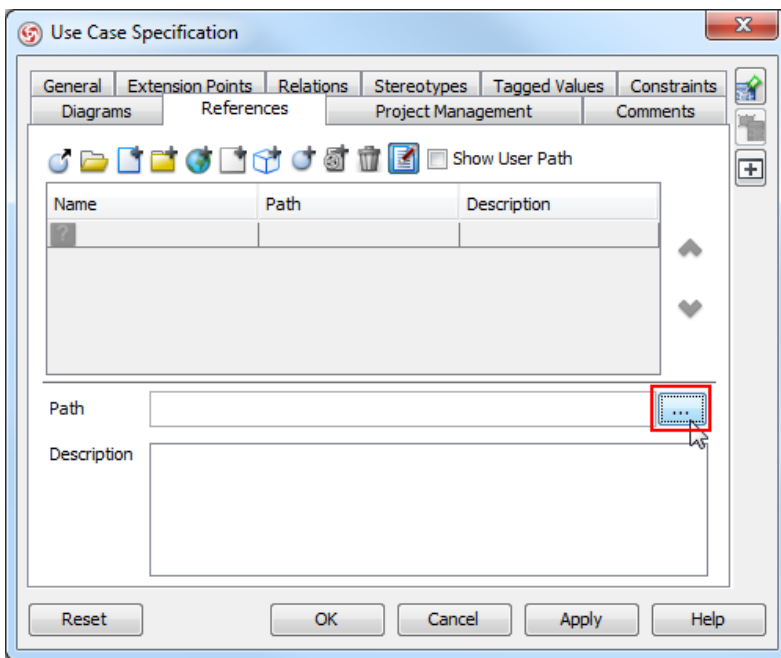 Use Case Specification
General Extension Points Relations Stereotypes Tagged Values Constraints
Diagrams References Project Management Comments
Show User Path
Name Path Description
?
Path ...
Description
Reset OK Cancel Apply Help